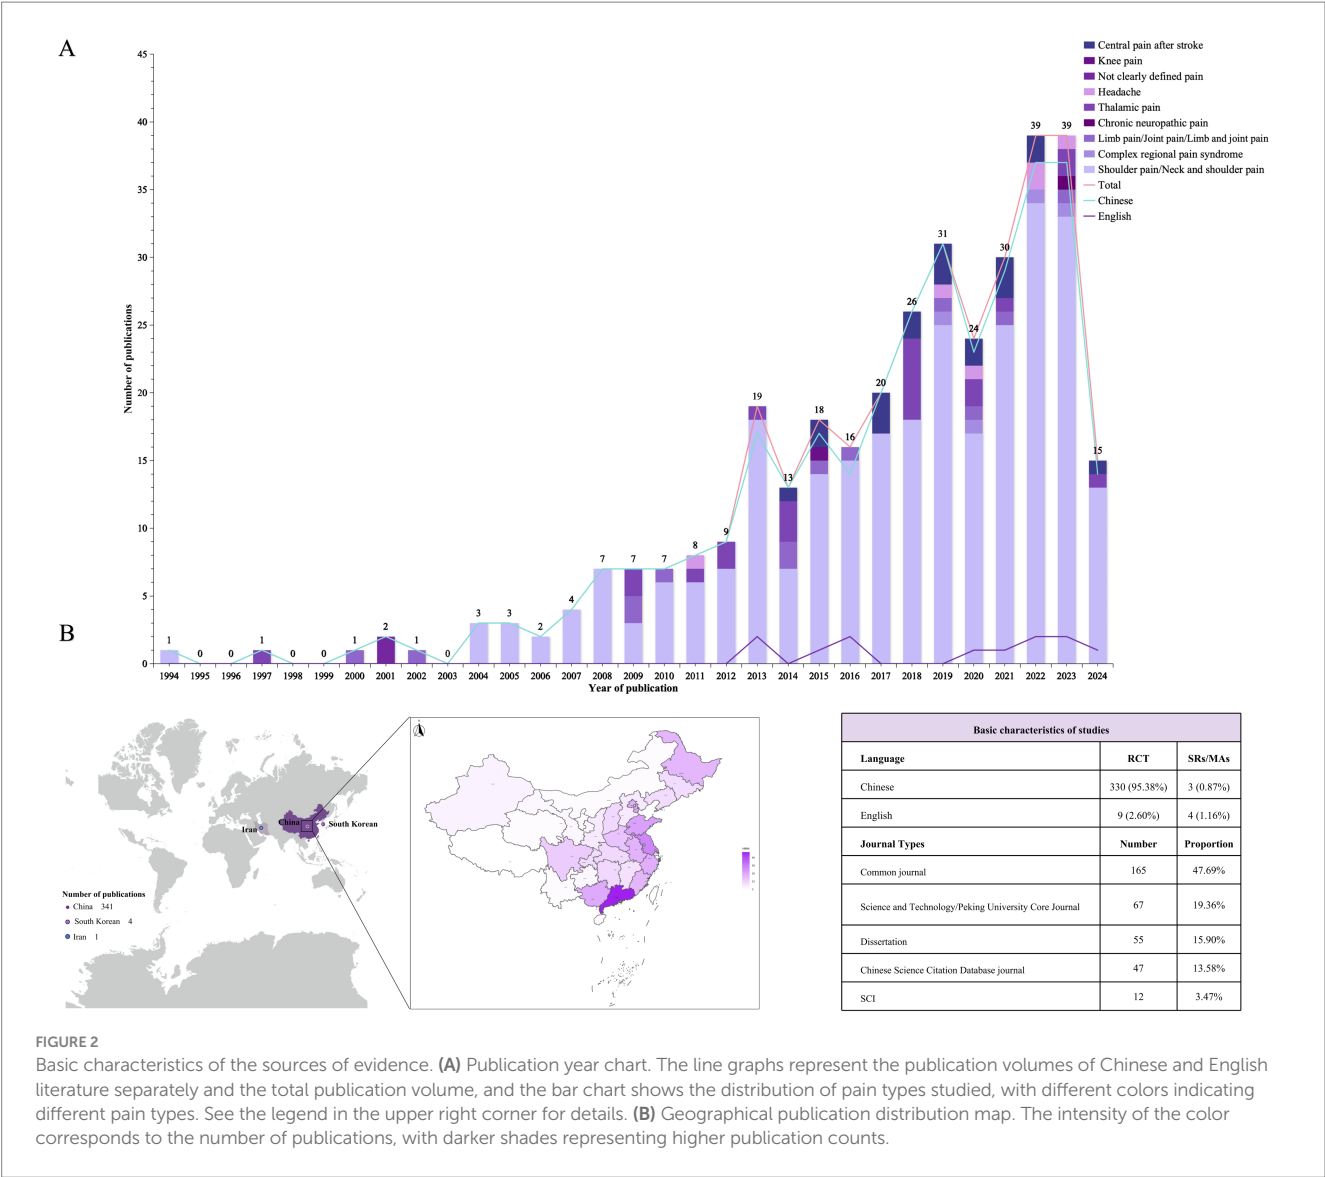 A
45
40
35
30
25
20
15
10
5
0
Number of publications
1
0
0
1
0
0
1
2
1
0
3
3
2
4
7
7
7
8
9
19
13
18
16
20
26
31
24
30
39
39
15
1994 1995 1996 1997 1998 1999 2000 2001 2002 2003 2004 2005 2006 2007 2008 2009 2010 2011 2012 2013 2014 2015 2016 2017 2018 2019 2020 2021 2022 2023 2024
Year of publication
Central pain after stroke
Knee pain
Not clearly defined pain
Headache
Thalamic pain
Chronic neuropathic pain
Limb pain/Joint pain/Limb and joint pain
Complex regional pain syndrome
Shoulder pain/Neck and shoulder pain
Total
Chinese
English
B
China
South Korean
Iran
Number of publications
China 341
South Korean 4
Iran 1
Basic characteristics of studies
Language RCT SRs/MAs
Chinese 330 (95.38%) 3 (0.87%)
English 9 (2.60%) 4 (1.16%)
Journal Types Number Proportion
Common journal 165 47.69%
Science and Technology/Peking University Core Journal 67 19.36%
Dissertation 55 15.90%
Chinese Science Citation Database journal 47 13.58%
SCI 12 3.47%
FIGURE 2
Basic characteristics of the sources of evidence. (A) Publication year chart. The line graphs represent the publication volumes of Chinese and English
literature separately and the total publication volume, and the bar chart shows the distribution of pain types studied, with different colors indicating
different pain types. See the legend in the upper right corner for details. (B) Geographical publication distribution map. The intensity of the color
corresponds to the number of publications, with darker shades representing higher publication counts.